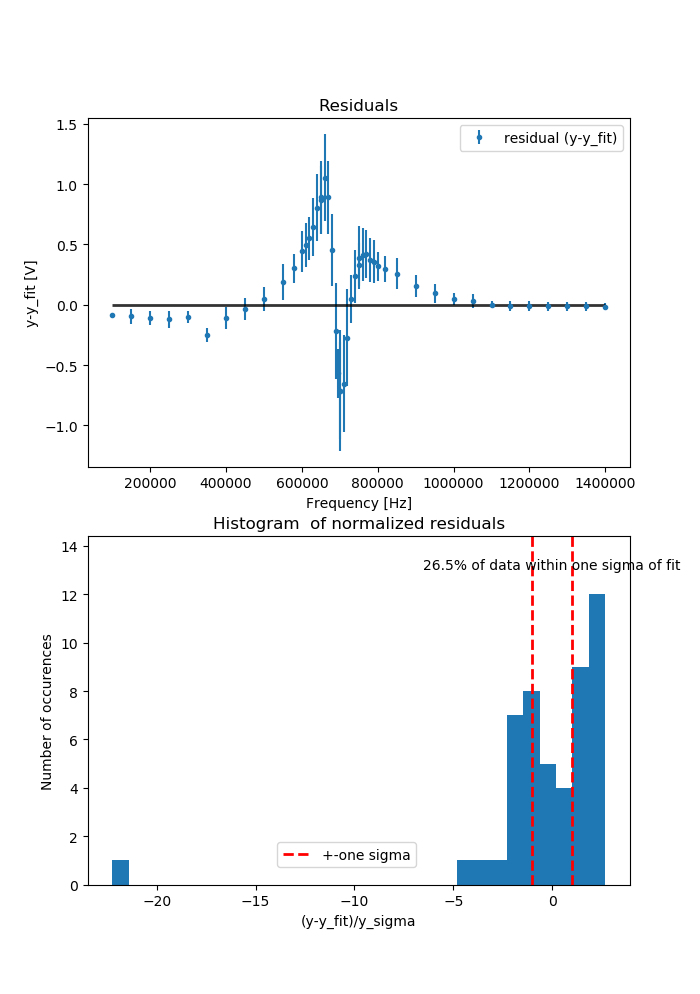 Residuals
residual (y-y_fit)
1.5
1.0
0.5
0.0
−0.5
−1.0
y-y_fit [V]
200000 400000 600000 800000 1000000 1200000 1400000
Frequency [Hz]
Histogram  of normalized residuals
26.5% of data within one sigma of fit
14
12
10
8
6
4
2
0
Number of occurences
+-one sigma
−20 −15 −10 −5 0
(y-y_fit)/y_sigma